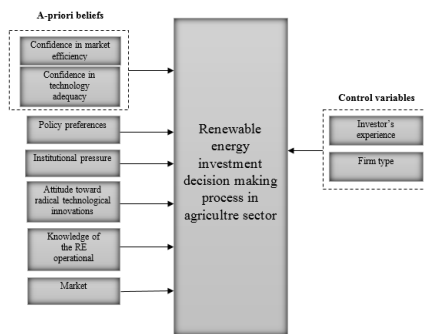 A-priori beliefs
Confidence in market
efficiency
Confidence in
technology
adequacy
Policy preferences
Institutional pressure
Attitude toward
radical technological
innovations
Knowledge of
the RE
operational
Market
Renewable
energy
investment
decision making
process in
agricultre sector
Control variables
Investor's
experience
Firm type